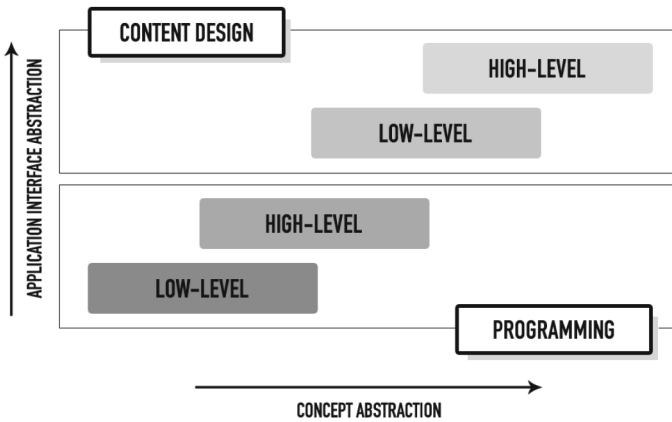 CONTENT DESIGN
HIGH-LEVEL
LOW-LEVEL
APPLICATION INTERFACE ABSTRACTION
HIGH-LEVEL
LOW-LEVEL
PROGRAMMING
CONCEPT ABSTRACTION